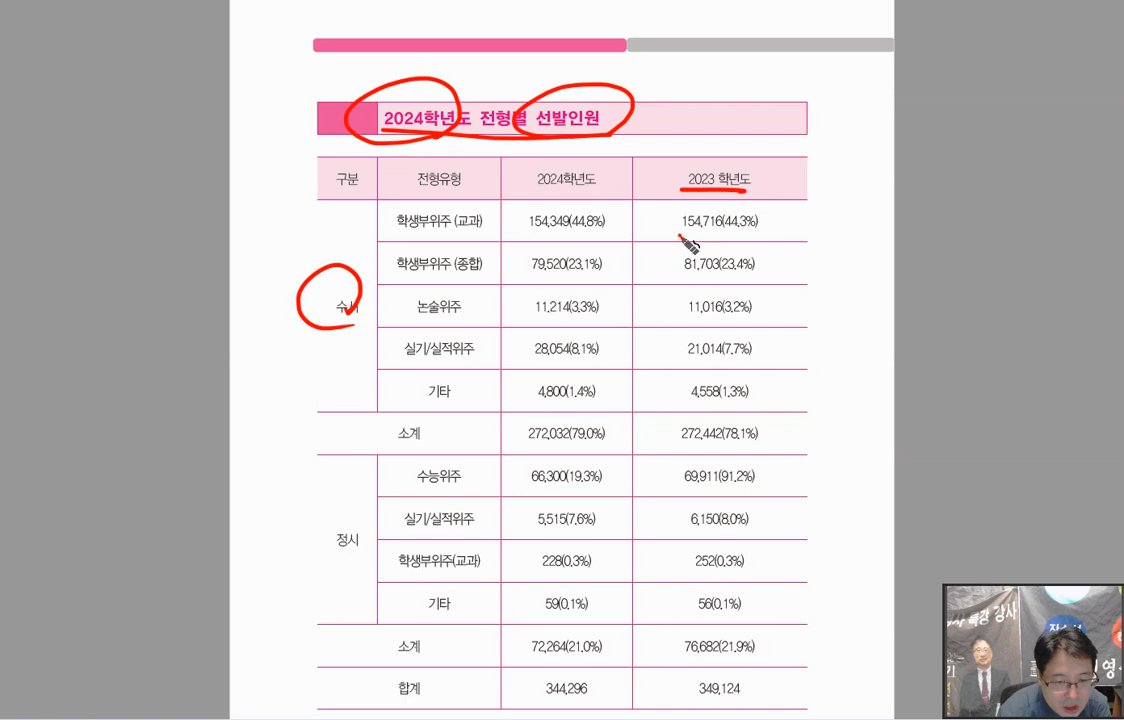 2024학년도 전형별 선발인원
구분 전형유형 2024학년도 2023 학년도
수시
학생부위주 (교과) 154,349(44.8%) 154,716(44.3%)
학생부위주 (종합) 79,520(23.1%) 81,703(23.4%)
논술위주 11,214(3.3%) 11,016(3.2%)
실기/실적위주 28,054(8.1%) 21,014(7.7%)
기타 4,800(1.4%) 4,558(1.3%)
소계 272,032(79.0%) 272,442(78.1%)
정시
수능위주 66,300(19.3%) 69,911(91.2%)
실기/실적위주 5,515(7.6%) 6,150(8.0%)
학생부위주(교과) 228(0.3%) 252(0.3%)
기타 59(0.1%) 56(0.1%)
소계 72,264(21.0%) 76,682(21.9%)
합계 344,296 349,124
특강 강사